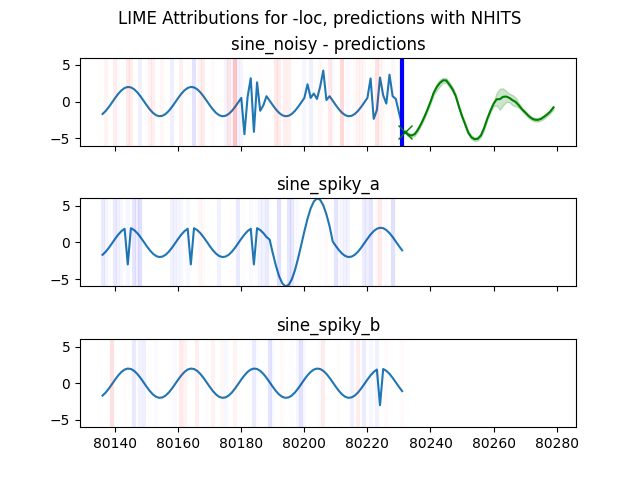 LIME Attributions for -loc, predictions with NHITS
sine_noisy - predictions
5
0
−5
sine_spiky_a
5
0
−5
sine_spiky_b
5
0
−5
80140 80160 80180 80200 80220 80240 80260 80280